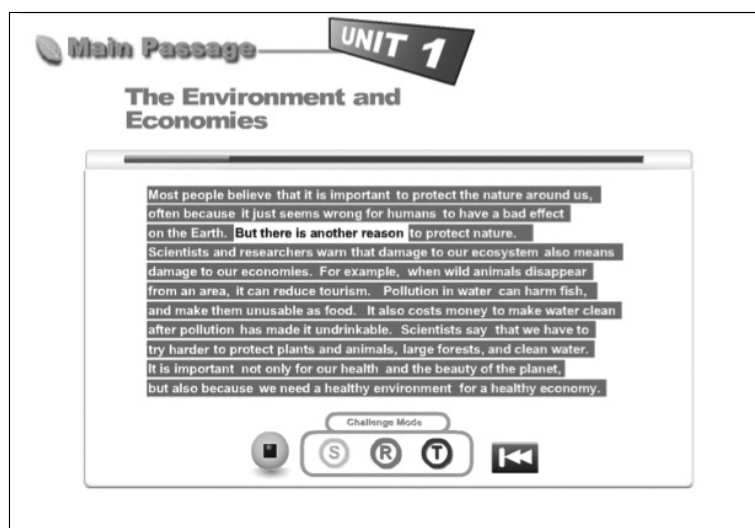 Main Passage
UNIT 1
The Environment and
Economies
Most people believe that it is important to protect the nature around us,
often because it just seems wrong for humans to have a bad effect
on the Earth. But there is another reason to protect nature.
Scientists and researchers warn that damage to our ecosystem also means
damage to our economies. For example, when wild animals disappear
from an area, it can reduce tourism. Pollution in water can harm fish,
and make them unusable as food. It also costs money to make water clean
after pollution has made it undrinkable. Scientists say that we have to
try harder to protect plants and animals, large forests, and clean water.
It is important not only for our health and the beauty of the planet,
but also because we need a healthy environment for a healthy economy.
Challenge Mode
S R T